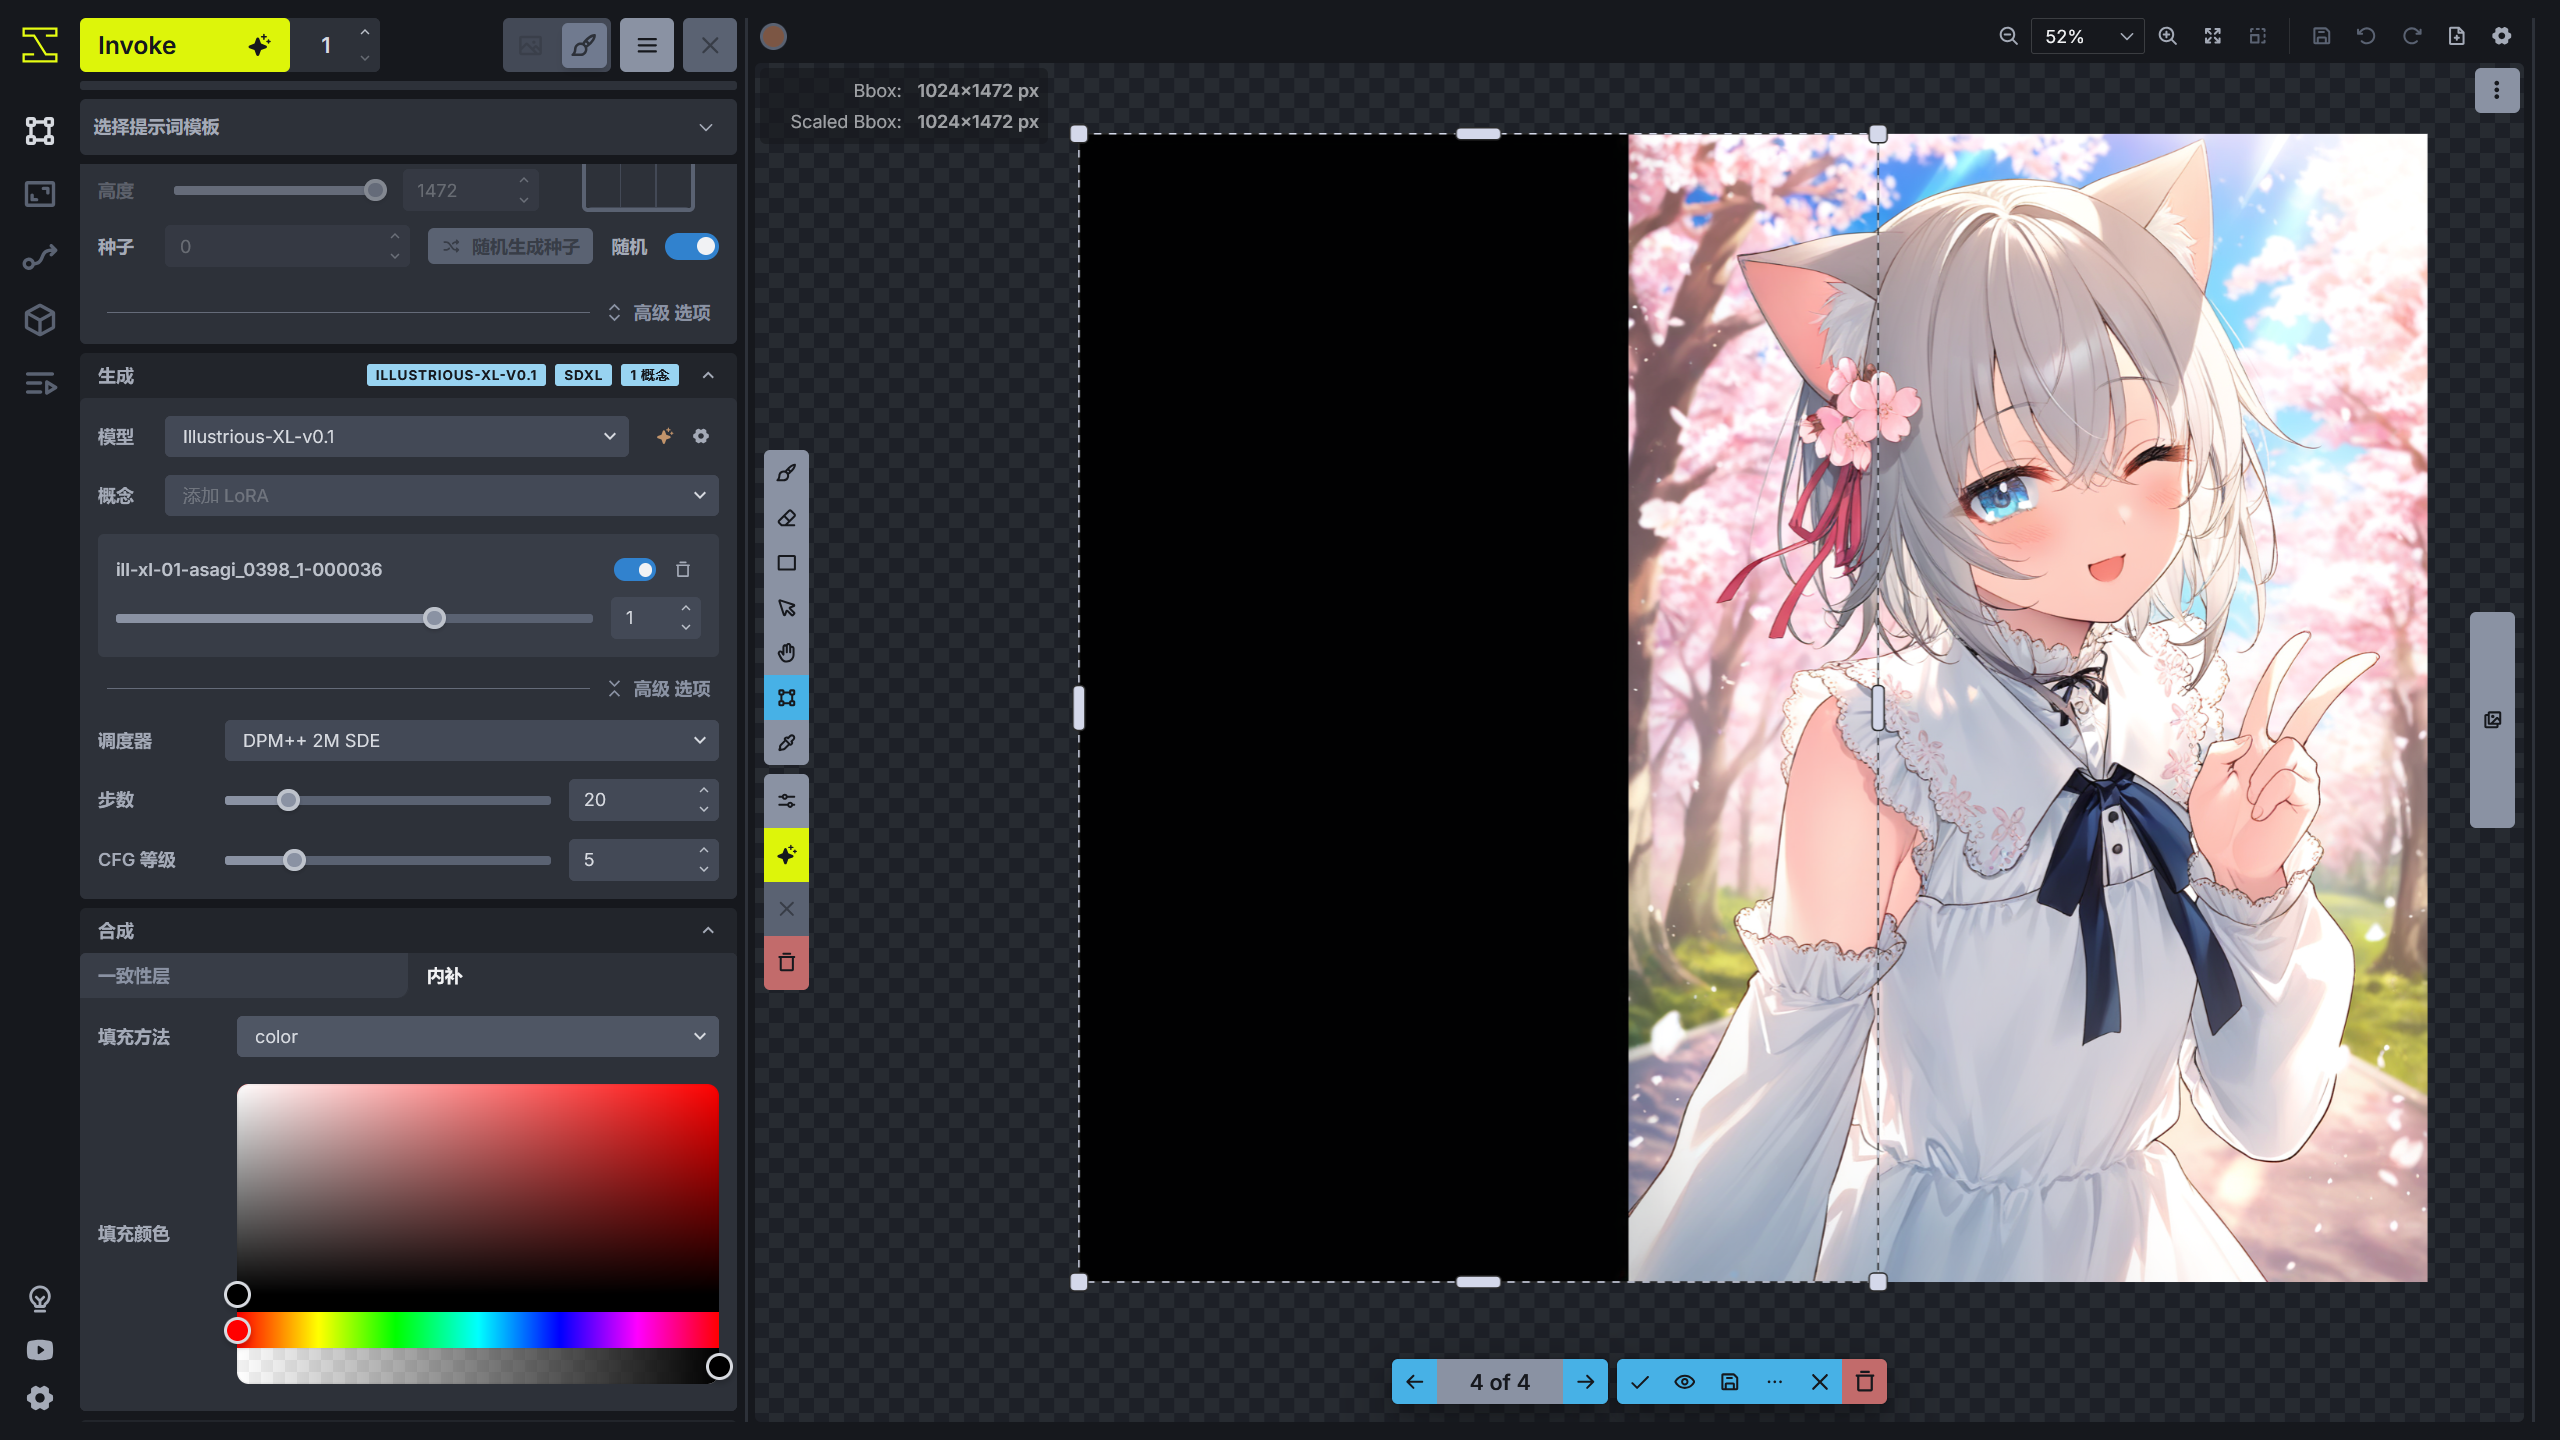 Invoke
1
52%
选择提示词模板
Bbox: 1024×1472 px
Scaled Bbox: 1024×1472 px
高度
1472
种子
0
随机生成种子
随机
高级 选项
生成
ILLUSTRIOUS-XL-V0.1
SDXL
1 概念
模型
Illustrious-XL-v0.1
概念
添加 LoRA
ill-xl-01-asagi_0398_1-000036
1
高级 选项
调度器
DPM++ 2M SDE
步数
20
CFG 等级
5
合成
一致性层
内补
填充方法
color
填充颜色
4 of 4